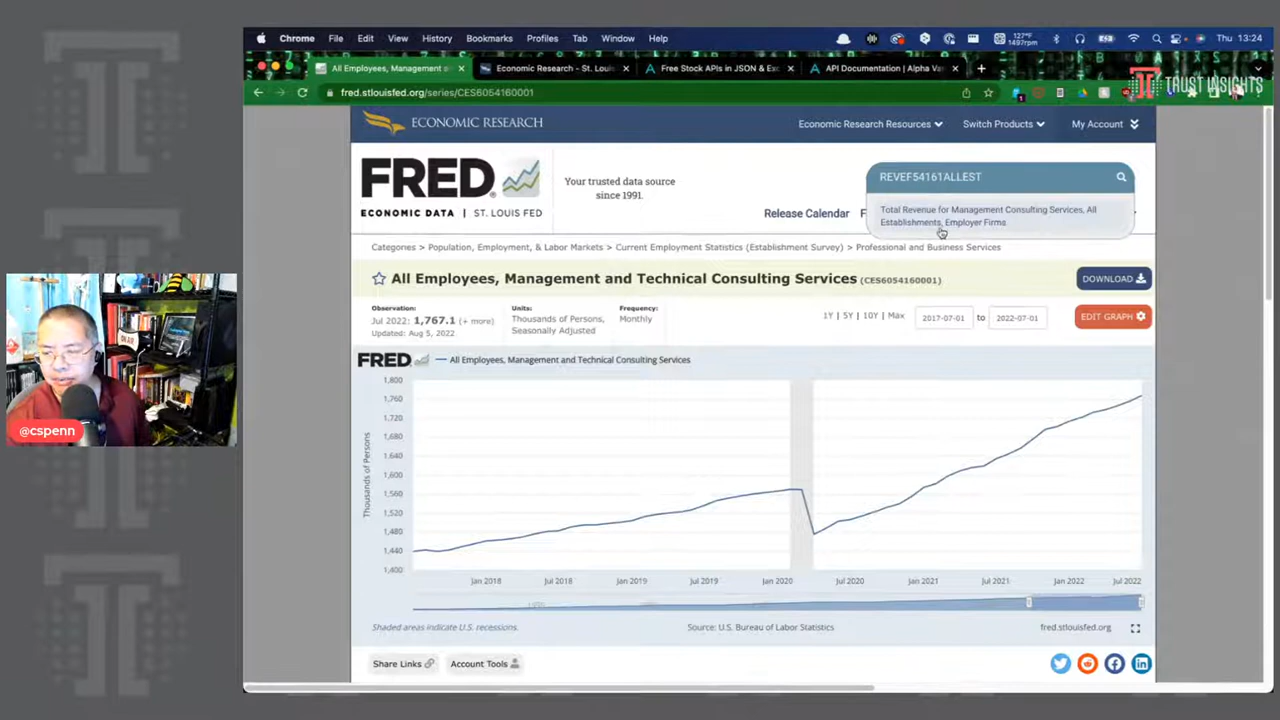 Chrome File Edit View History Bookmarks Profiles Tab Window Help
127°F
1497rpm
Thu 13:24
All Employees, Management a
Economic Research - St. Loui
Free Stock APIs in JSON & Exc
API Documentation | Alpha Va
fred.stlouisfed.org/series/CES6054160001
TRUST INSIGHTS
ECONOMIC RESEARCH
Economic Research Resources
Switch Products
My Account
FRED
ECONOMIC DATA | ST. LOUIS FED
Your trusted data source
since 1991.
REVEF54161ALLEST
Total Revenue for Management Consulting Services, All
Establishments, Employer Firms
Release Calendar
F
Categories > Population, Employment, & Labor Markets > Current Employment Statistics (Establishment Survey) > Professional and Business Services
All Employees, Management and Technical Consulting Services (CES6054160001)
DOWNLOAD
Observation:
Jul 2022: 1,767.1 (+ more)
Updated: Aug 5, 2022
Units:
Thousands of Persons,
Seasonally Adjusted
Frequency:
Monthly
1Y | 5Y | 10Y | Max
2017-07-01 to 2022-07-01
EDIT GRAPH
FRED
All Employees, Management and Technical Consulting Services
1,800
1,760
1,720
1,680
1,640
1,600
1,560
1,520
1,480
1,440
1,400
Thousands of Persons
Jan 2018 Jul 2018 Jan 2019 Jul 2019 Jan 2020 Jul 2020 Jan 2021 Jul 2021 Jan 2022 Jul 2022
Shaded areas indicate U.S. recessions.
Source: U.S. Bureau of Labor Statistics
fred.stlouisfed.org
Share Links
Account Tools
@cspenn
ON AIR